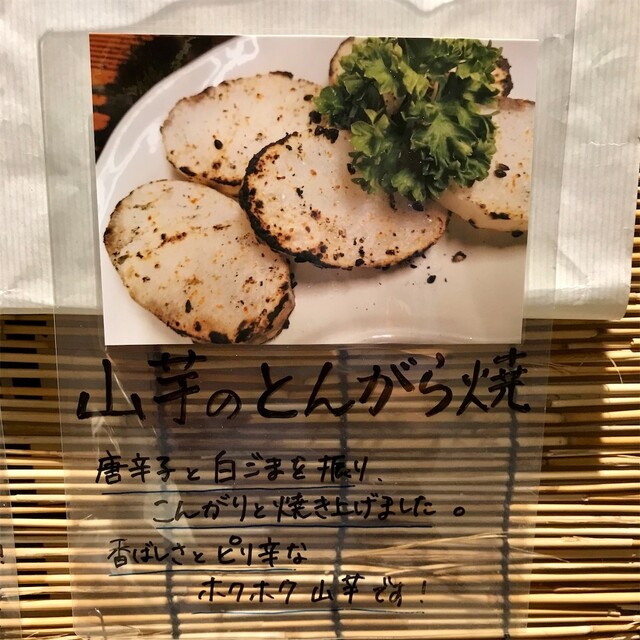 山芋のとんがら焼
唐辛子と白ごまを振り、
こんがりと焼き上げました。
香ばしさとピリ辛な
ホクホク山芋です！